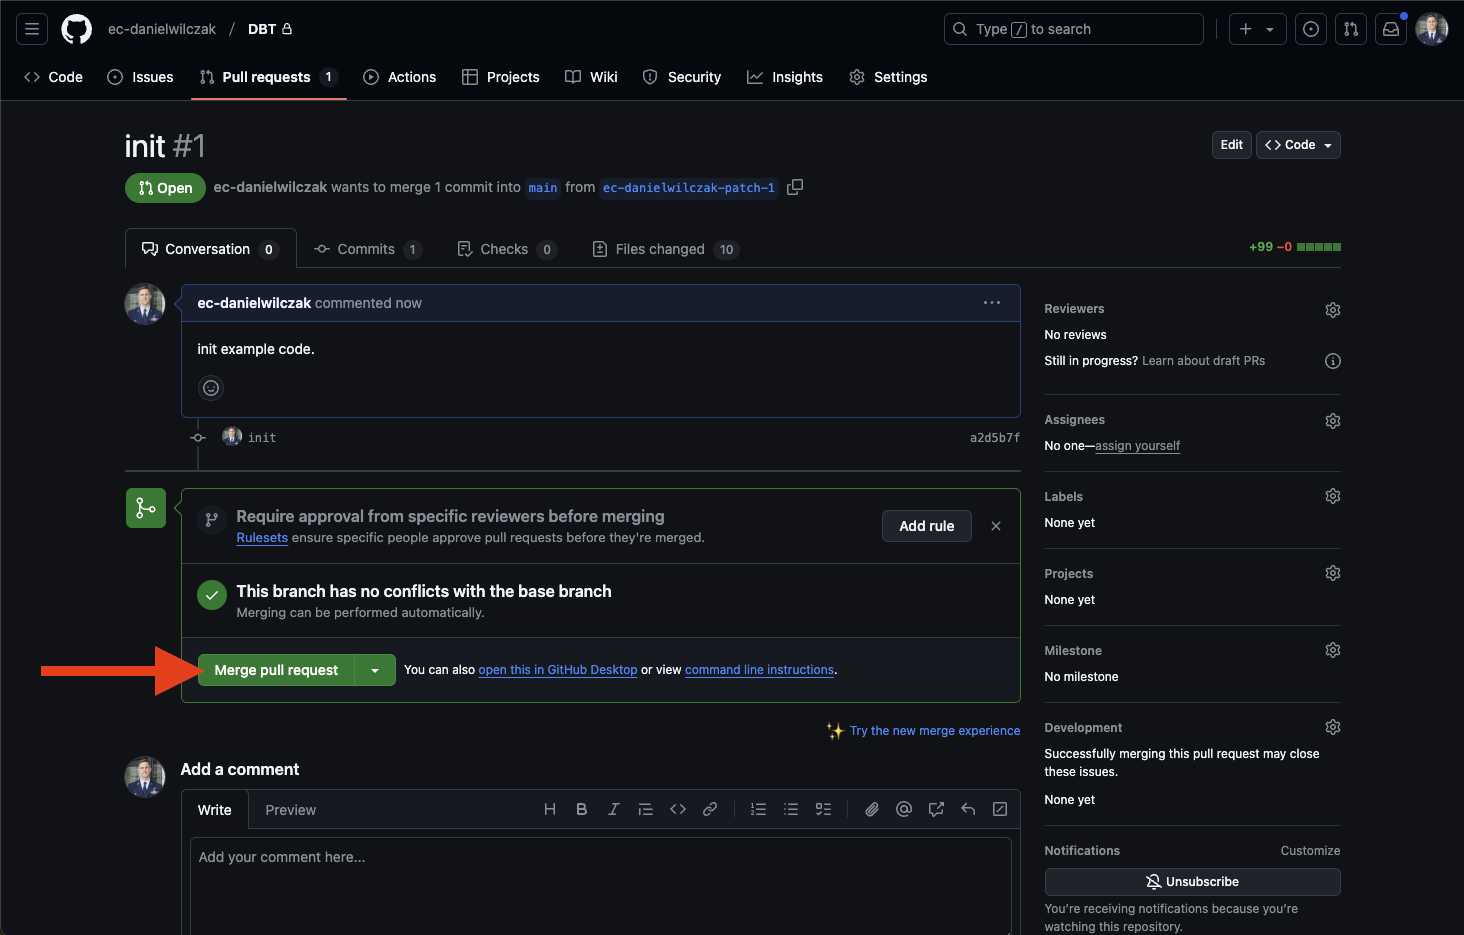 ec-danielwilczak / DBT
Type / to search
Code Issues Pull requests 1 Actions Projects Wiki Security Insights Settings
init #1
Edit
Code
Open
ec-danielwilczak wants to merge 1 commit into main from ec-danielwilczak-patch-1
Conversation 0
Commits 1
Checks 0
Files changed 10
+99 −0
ec-danielwilczak commented now
init example code.
init
a2d5b7f
Require approval from specific reviewers before merging
Rulesets ensure specific people approve pull requests before they're merged.
Add rule
This branch has no conflicts with the base branch
Merging can be performed automatically.
Merge pull request
You can also open this in GitHub Desktop or view command line instructions.
Try the new merge experience
Add a comment
Write
Preview
Add your comment here...
Reviewers
No reviews
Still in progress? Learn about draft PRs
Assignees
No one—assign yourself
Labels
None yet
Projects
None yet
Milestone
No milestone
Development
Successfully merging this pull request may close
these issues.
None yet
Notifications
Customize
Unsubscribe
You're receiving notifications because you're
watching this repository.